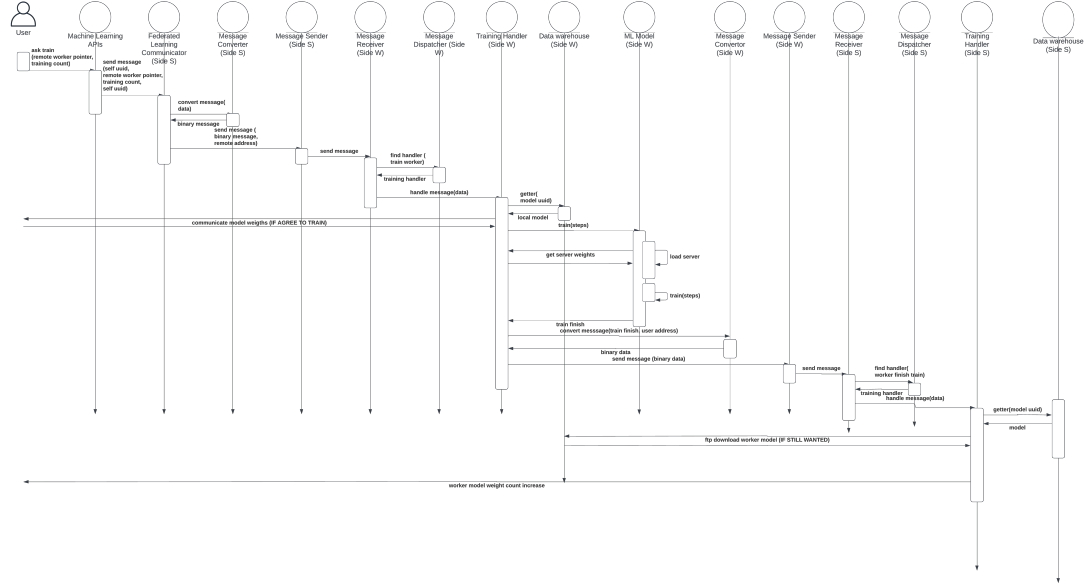 User
Machine Learning
APIs
Federated
Learning
Communicator
(Side S)
Message
Converter
(Side S)
Message Sender
(Side S)
Message
Receiver
(Side W)
Message
Dispatcher (Side
W)
Training Handler
(Side W)
Data warehouse
(Side W)
ML Model
(Side W)
Message
Convertor
(Side W)
Message Sender
(Side W)
Message
Receiver
(Side S)
Message
Dispatcher
(Side S)
Training
Handler
(Side S)
Data warehouse
(Side S)
ask train
(remote worker pointer,
training count)
send message
(self uuid,
remote worker pointer,
training count,
self uuid)
convert message(
data)
binary message
send message (
binary message,
remote address)
send message
find handler (
train worker)
training handler
handle message(data)
getter(
model uuid)
local model
communicate model weigths (IF AGREE TO TRAIN)
train(steps)
get server weights
load server
train(steps)
train finish
convert messsage(train finish, user address)
binary data
send message (binary data)
send message
find handler(
worker finish train)
training handler
handle message(data)
getter(model uuid)
model
ftp download worker model (IF STILL WANTED)
worker model weight count increase